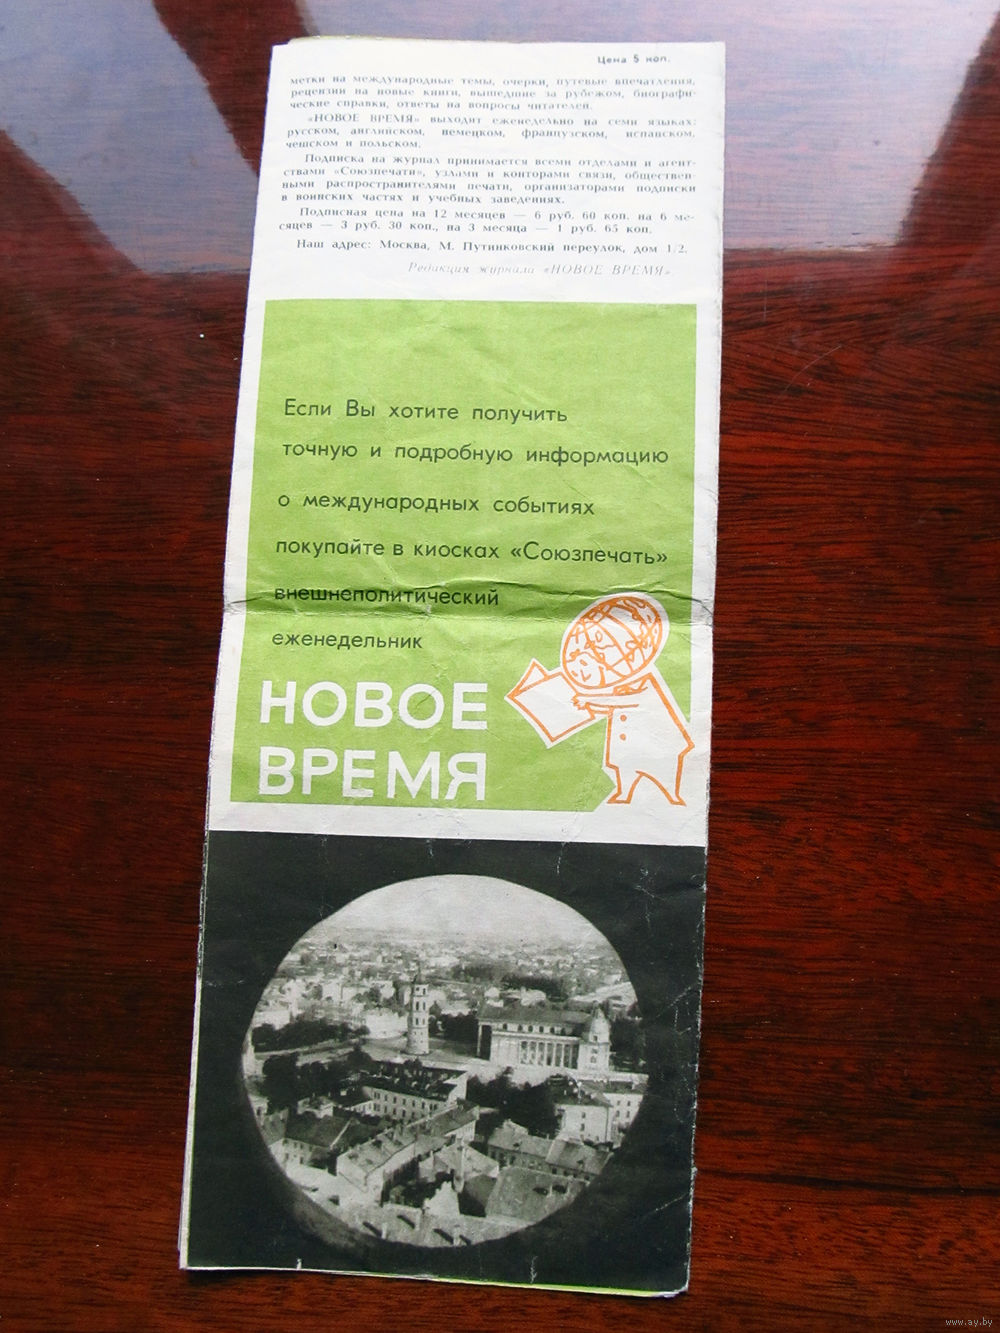 Цена 5 коп.
метки на международные темы, очерки, путевые впечатления,
рецензии на новые книги, вышедшие за рубежом, биографи-
ческие справки, ответы на вопросы читателей.
«НОВОЕ ВРЕМЯ» выходит еженедельно на семи языках:
русском, английском, немецком, французском, испанском,
чешском и польском.
Подписка на журнал принимается всеми отделами и агент-
ствами «Союзпечати», узлами и конторами связи, обществен-
ными распространителями печати, организаторами подписки
в воинских частях и учебных заведениях.
Подписная цена на 12 месяцев — 6 руб. 60 коп. на 6 ме-
сяцев — 3 руб. 30 коп., на 3 месяца — 1 руб. 65 коп.
Наш адрес: Москва, М. Путинковский переулок, дом 1/2.
Редакция журнала «НОВОЕ ВРЕМЯ».
Если Вы хотите получить
точную и подробную информацию
о международных событиях
покупайте в киосках «Союзпечать»
внешнеполитический
еженедельник
НОВОЕ
ВРЕМЯ
www.ay.by